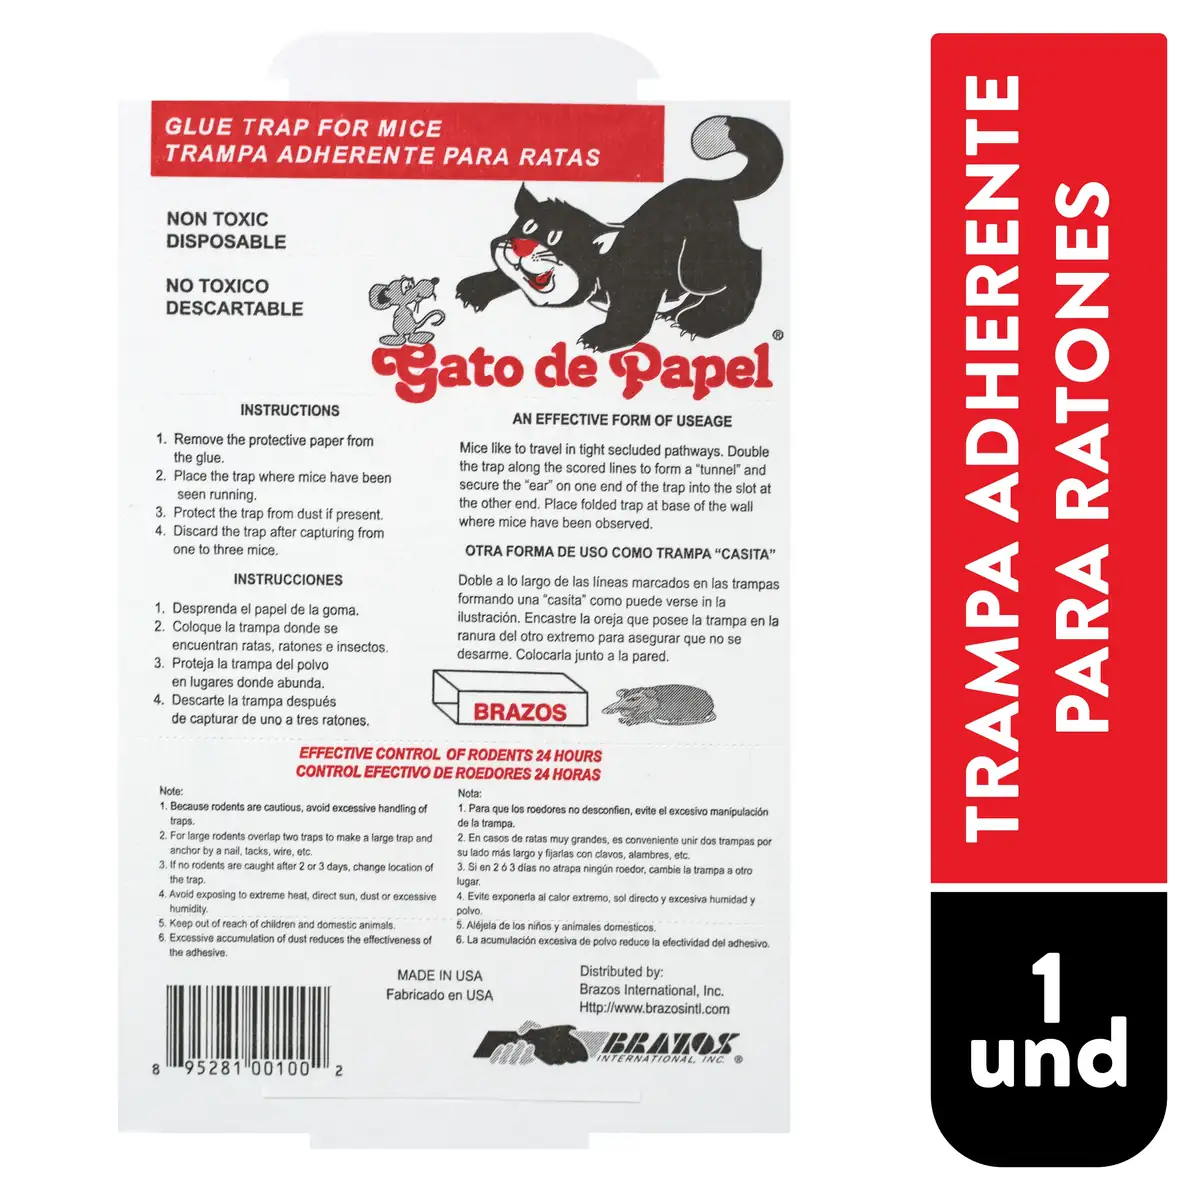 GLUE TRAP FOR MICE
TRAMPA ADHERENTE PARA RATAS
NON TOXIC
DISPOSABLE
NO TOXICO
DESCARTABLE
Gato de Papel ®
INSTRUCTIONS
1. Remove the protective paper from
the glue.
2. Place the trap where mice have been
seen running.
3. Protect the trap from dust if present.
4. Discard the trap after capturing from
one to three mice.
INSTRUCCIONES
1. Desprenda el papel de la goma.
2. Coloque la trampa donde se
encuentran ratas, ratones e insectos.
3. Proteja la trampa del polvo
en lugares donde abunda.
4. Descarte la trampa después
de capturar de uno a tres ratones.
AN EFFECTIVE FORM OF USEAGE
Mice like to travel in tight secluded pathways. Double
the trap along the scored lines to form a “tunnel” and
secure the “ear” on one end of the trap into the slot at
the other end. Place folded trap at base of the wall
where mice have been observed.
OTRA FORMA DE USO COMO TRAMPA “CASITA”
Doble a lo largo de las líneas marcados en las trampas
formando una “casita” como puede verse in la
ilustración. Encastre la oreja que posee la trampa en la
ranura del otro extremo para asegurar que no se
desarme. Colocarla junto a la pared.
BRAZOS
EFFECTIVE CONTROL OF RODENTS 24 HOURS
CONTROL EFECTIVO DE ROEDORES 24 HORAS
Note:
1. Because rodents are cautious, avoid excessive handling of
traps.
2. For large rodents overlap two traps to make a large trap and
anchor by a nail, tacks, wire, etc.
3. If no rodents are caught after 2 or 3 days, change location of
the trap.
4. Avoid exposing to extreme heat, direct sun, dust or excessive
humidity.
5. Keep out of reach of children and domestic animals.
6. Excessive accumulation of dust reduces the effectiveness of
the adhesive.
Nota:
1. Para que los roedores no desconfien, evite el excesivo manipulación
de la trampa.
2. En casos de ratas muy grandes, es conveniente unir dos trampas por
su lado más largo y fijarlas con clavos, alambres, etc.
3. Si en 2 ó 3 días no atrapa ningún roedor, cambie la trampa a otro
lugar.
4. Evite exponerla al calor extremo, sol directo y excesiva humidad y
polvo.
5. Aléjela de los niños y animales domesticos.
6. La acumulación excesiva de polvo reduce la efectividad del adhesivo.
MADE IN USA
Fabricado en USA
Distributed by:
Brazos International, Inc.
Http://www.brazosintl.com
BRAZOS
INTERNATIONAL, INC. ®
8 95281 00100 2
TRAMPA ADHERENTE
PARA RATONES
1
und